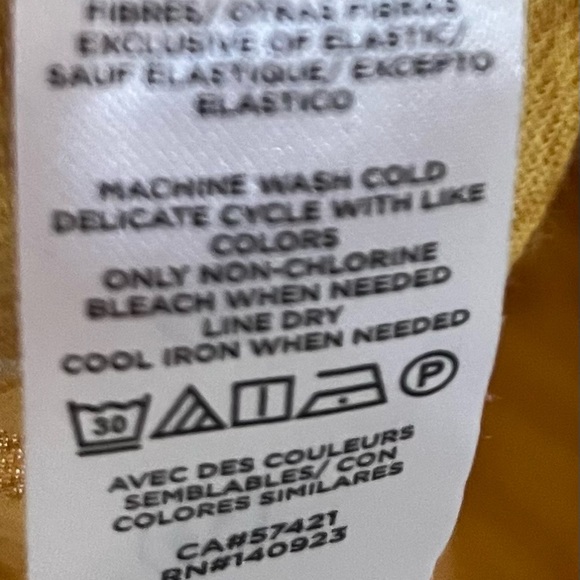 FIBRES/ OTRAS FIBRAS
EXCLUSIVE OF ELASTIC/
SAUF ELASTIQUE/ EXCEPTO
ELASTICO
MACHINE WASH COLD
DELICATE CYCLE WITH LIKE
COLORS
ONLY NON-CHLORINE
BLEACH WHEN NEEDED
LINE DRY
COOL IRON WHEN NEEDED
30 P
AVEC DES COULEURS
SEMBLABLES/ CON
COLORES SIMILARES
CA#57421
RN#140923